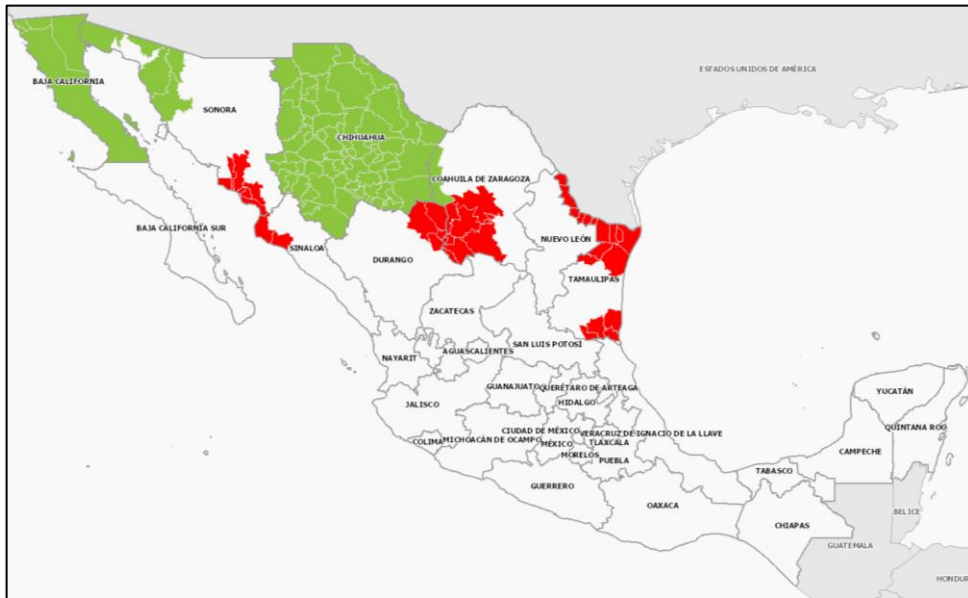 ESTADOS UNIDOS DE AMÉRICA
BAJA CALIFORNIA
SONORA
CHIHUAHUA
COAHUILA DE ZARAGOZA
BAJA CALIFORNIA SUR
SINALOA
DURANGO
NUEVO LEÓN
TAMAULIPAS
ZACATECAS
SAN LUIS POTOSÍ
NAYARIT
AGUASCALIENTES
GUANAJUATO
QUERÉTARO DE ARTEAGA
HIDALGO
JALISCO
YUCATÁN
QUINTANA ROO
COLIMA
MICHOACÁN DE OCAMPO
CIUDAD DE MÉXICO
MÉXICO
VERACRUZ DE IGNACIO DE LA LLAVE
TLAXCALA
MORELOS
PUEBLA
CAMPECHE
TABASCO
GUERRERO
OAXACA
CHIAPAS
BELICE
GUATEMALA
HONDUR